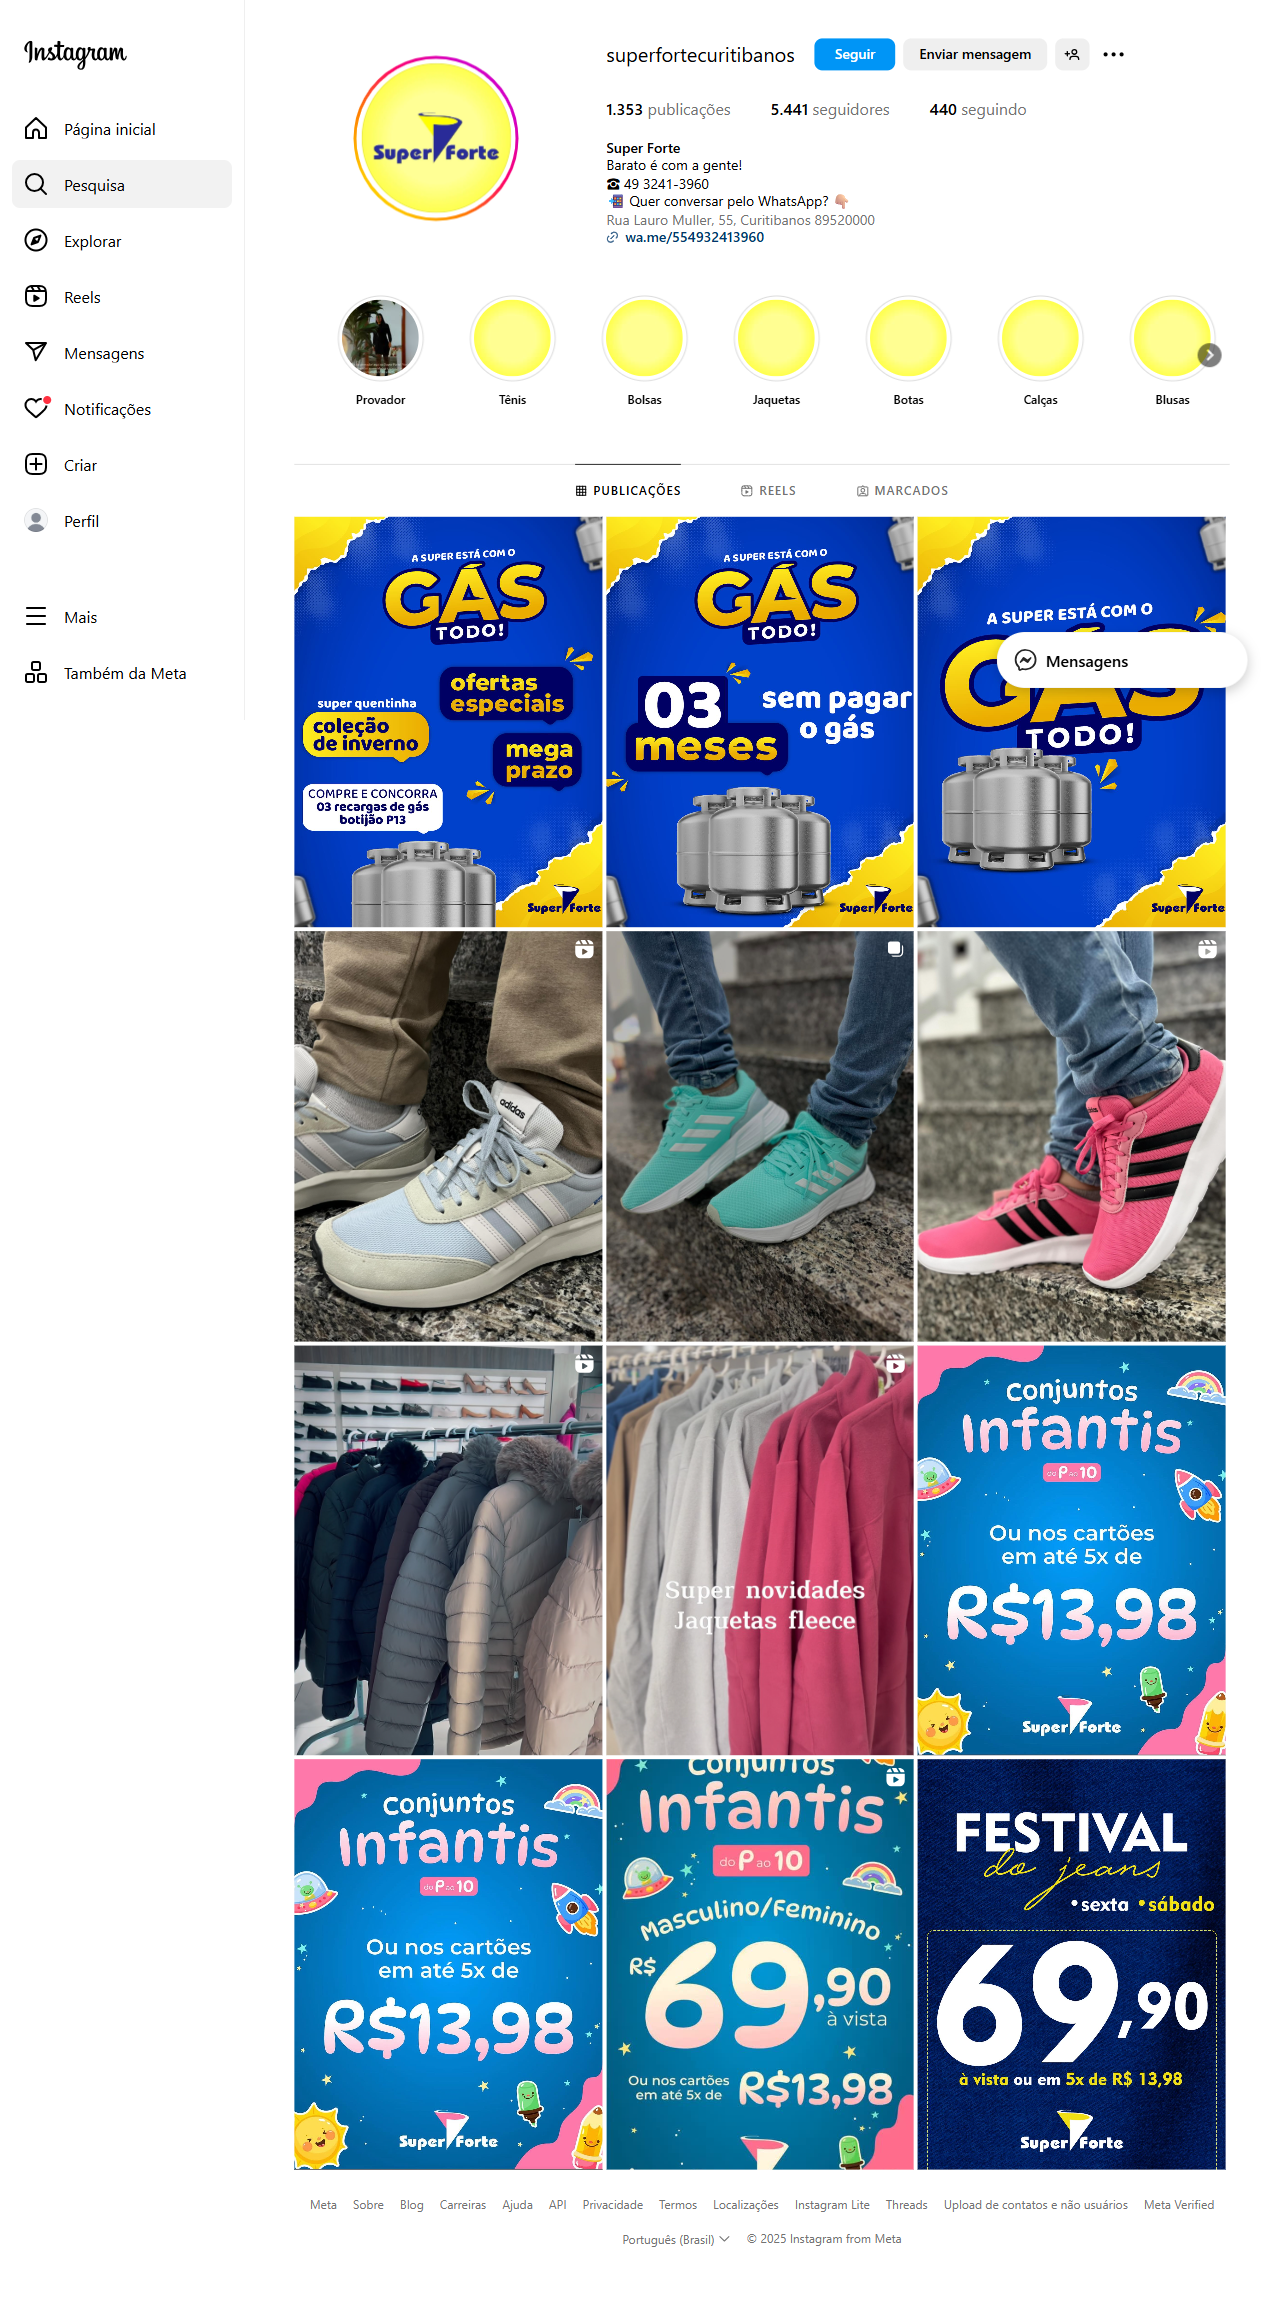 Instagram
Página inicial
Pesquisa
Explorar
Reels
Mensagens
Notificações
Criar
Perfil
Mais
Também da Meta
superfortecuritibanos
Seguir
Enviar mensagem
1.353 publicações
5.441 seguidores
440 seguindo
Super Forte
Super Forte
Barato é com a gente!
☎ 49 3241-3960
📲 Quer conversar pelo WhatsApp? 👇🏼
Rua Lauro Muller, 55, Curitibanos 89520000
wa.me/554932413960
Provador
Tênis
Bolsas
Jaquetas
Botas
Calças
Blusas
PUBLICAÇÕES
REELS
MARCADOS
A SUPER ESTÁ COM O
GÁS
TODO!
ofertas
especiais
super quentinha
coleção
de inverno
mega
prazo
COMPRE E CONCORRA
03 recargas de gás
botijão P13
Super Forte
A SUPER ESTÁ COM O
GÁS
TODO!
03
meses
sem pagar
o gás
Super Forte
A SUPER ESTÁ COM O
GÁS
TODO!
Super Forte
Mensagens
adidas
Super novidades
Jaquetas fleece
Conjuntos
Infantis
do P ao 10
Ou nos cartões
em até 5x de
R$13,98
Super Forte
Conjuntos
Infantis
do P ao 10
Ou nos cartões
em até 5x de
R$13,98
Super Forte
Conjuntos
Infantis
do P ao 10
Masculino/Feminino
R$ 69,90
à vista
Ou nos cartões
em até 5x de R$13,98
FESTIVAL
do jeans
• sexta • sábado
69,90
à vista ou em 5x de R$ 13,98
Super Forte
Meta
Sobre
Blog
Carreiras
Ajuda
API
Privacidade
Termos
Localizações
Instagram Lite
Threads
Upload de contatos e não usuários
Meta Verified
Português (Brasil)
© 2025 Instagram from Meta